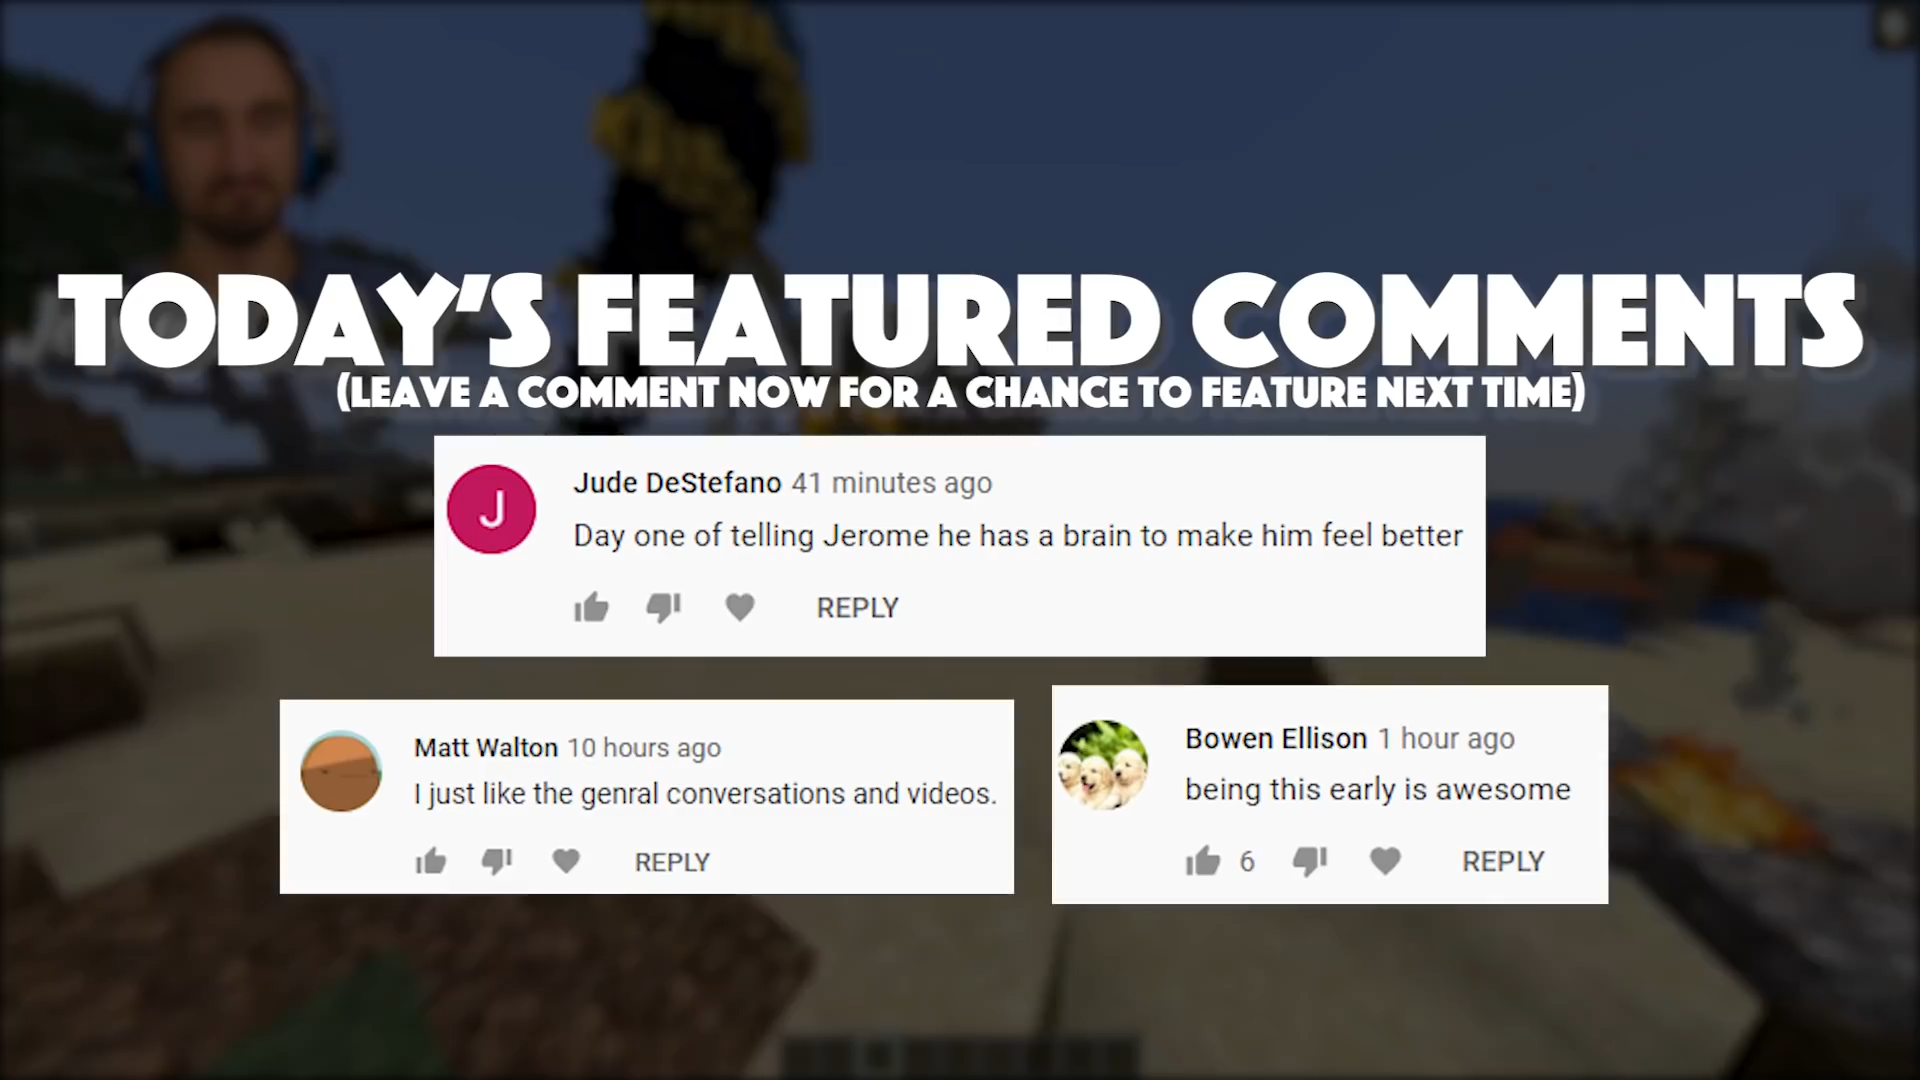 TODAY'S FEATURED COMMENTS
(LEAVE A COMMENT NOW FOR A CHANCE TO FEATURE NEXT TIME)
J
Jude DeStefano 41 minutes ago
Day one of telling Jerome he has a brain to make him feel better
REPLY
Matt Walton 10 hours ago
I just like the genral conversations and videos.
REPLY
Bowen Ellison 1 hour ago
being this early is awesome
6 REPLY